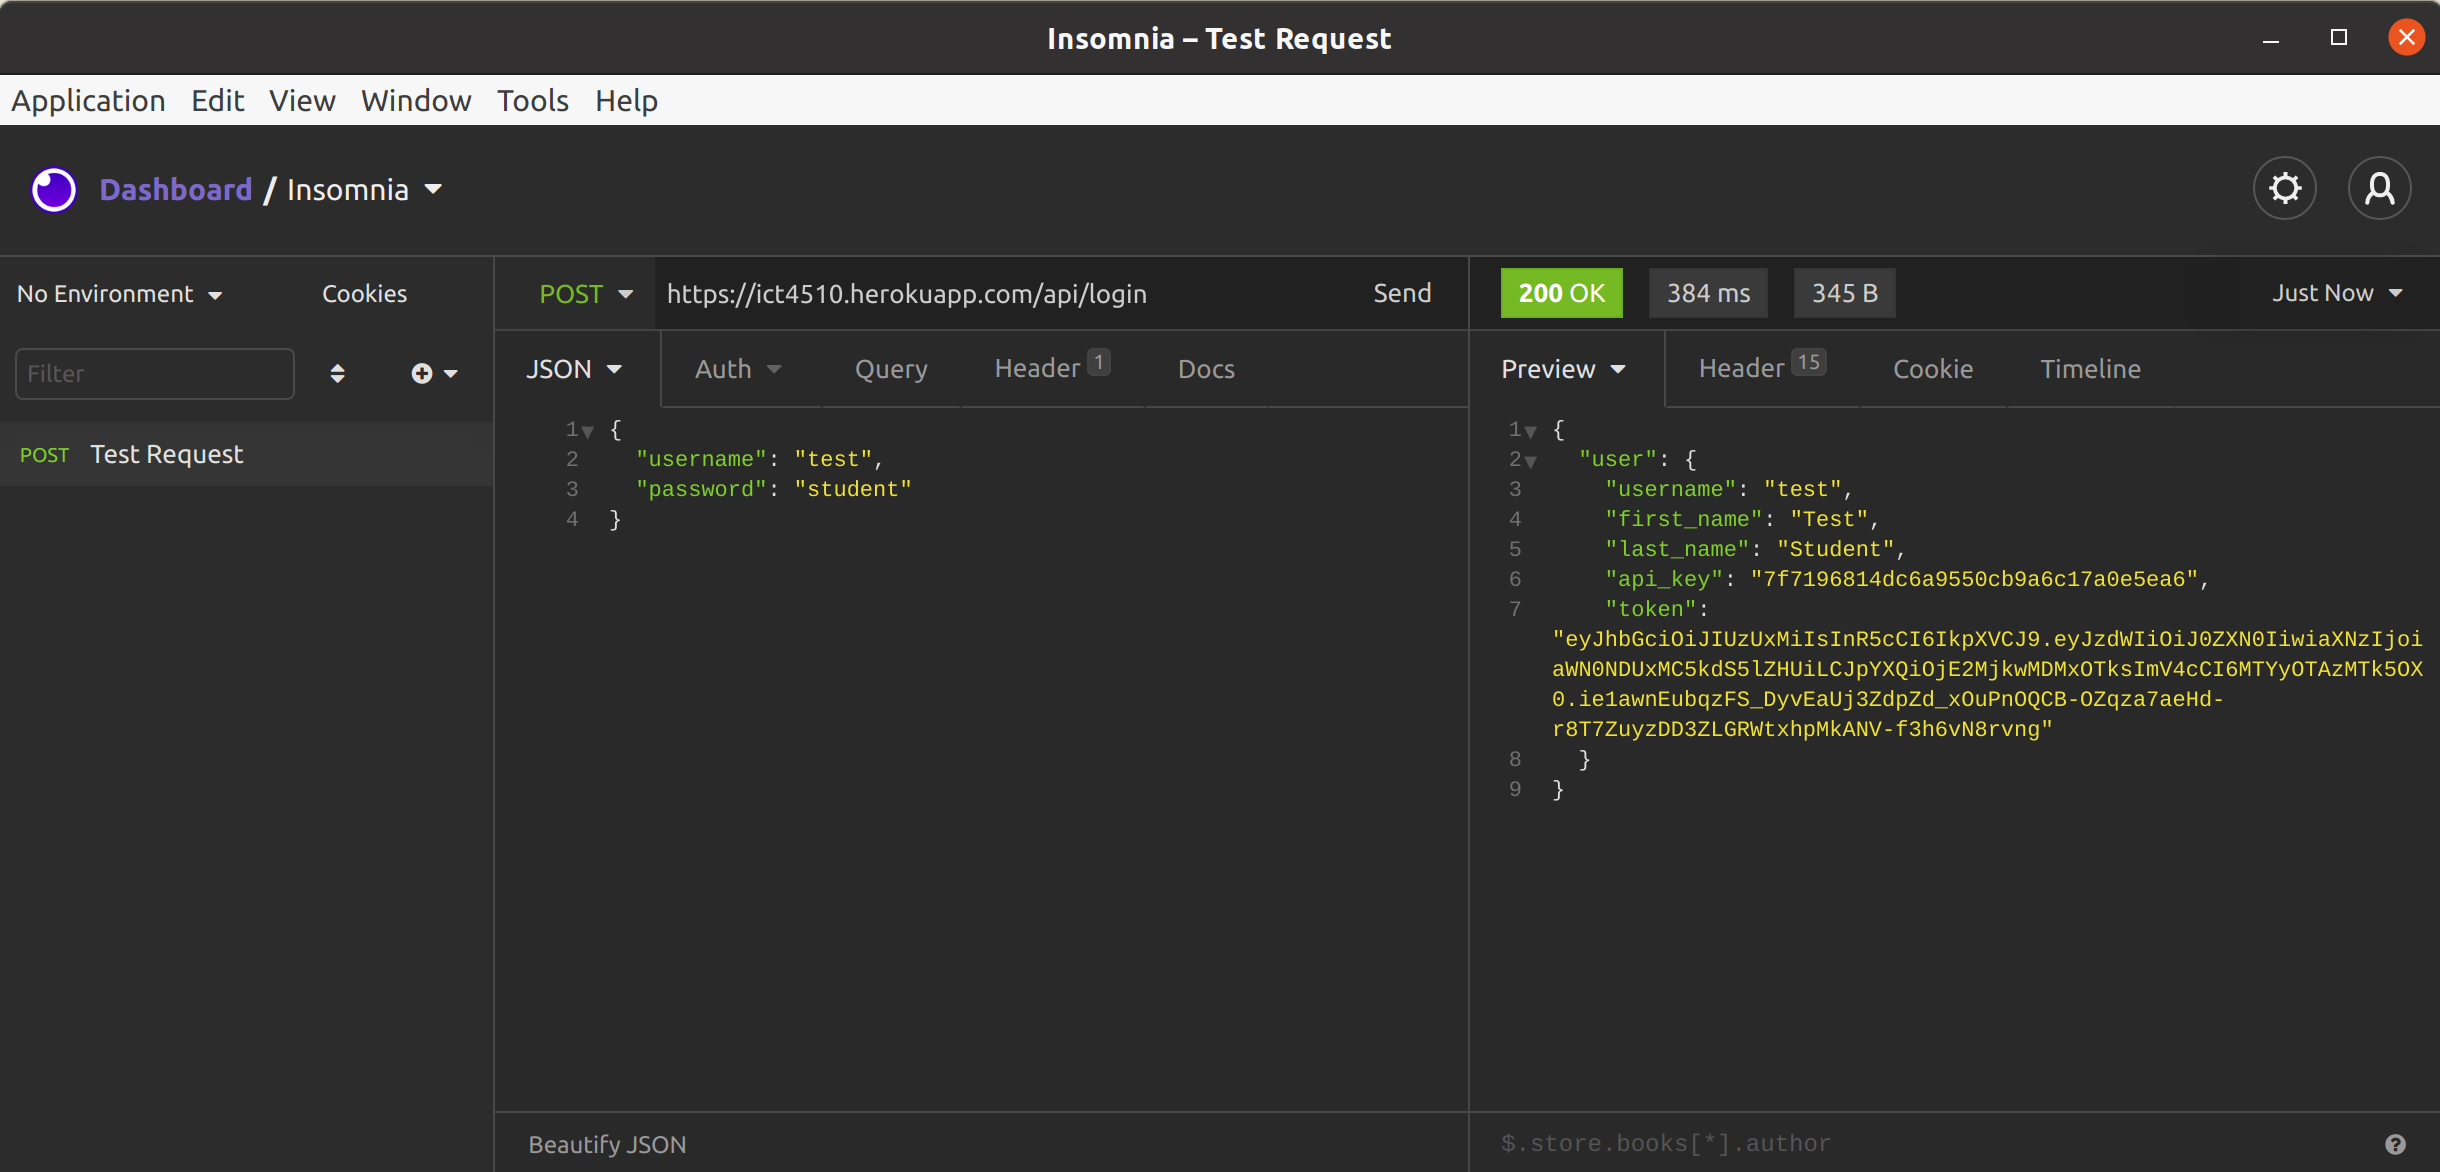 Insomnia – Test Request
Application Edit View Window Tools Help
Dashboard / Insomnia
No Environment Cookies
POST https://ict4510.herokuapp.com/api/login Send
200 OK 384 ms 345 B Just Now
Filter
JSON Auth Query Header 1 Docs
Preview Header 15 Cookie Timeline
POST Test Request
1 {
2 "username": "test",
3 "password": "student"
4 }
1 {
2 "user": {
3 "username": "test",
4 "first_name": "Test",
5 "last_name": "Student",
6 "api_key": "7f7196814dc6a9550cb9a6c17a0e5ea6",
7 "token":
"eyJhbGciOiJIUzUxMiIsInR5cCI6IkpXVCJ9.eyJzdWIiOiJ0ZXN0IiwiaXNzIjoi
aWN0NDUxMC5kdS5lZHUiLCJpYXQiOjE2MjkwMDMxOTksImV4cCI6MTYyOTAzMTk5OX
0.ie1awnEubqzFS_DyvEaUj3ZdpZd_xOuPnOQCB-OZqza7aeHd-
r8T7ZuyzDD3ZLGRWtxhpMkANV-f3h6vN8rvng"
8 }
9 }
Beautify JSON
$.store.books[*].author